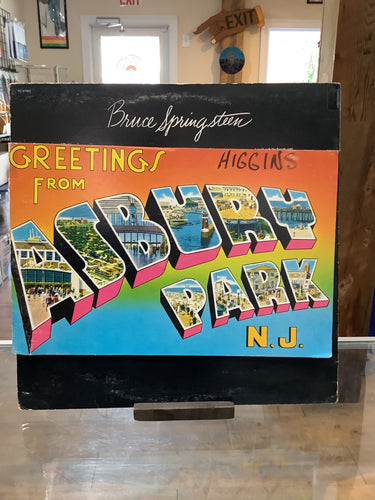 EXIT
EXIT
Bruce Springsteen
GREETINGS
HIGGINS
FROM
ASBURY
PARK
N.J.